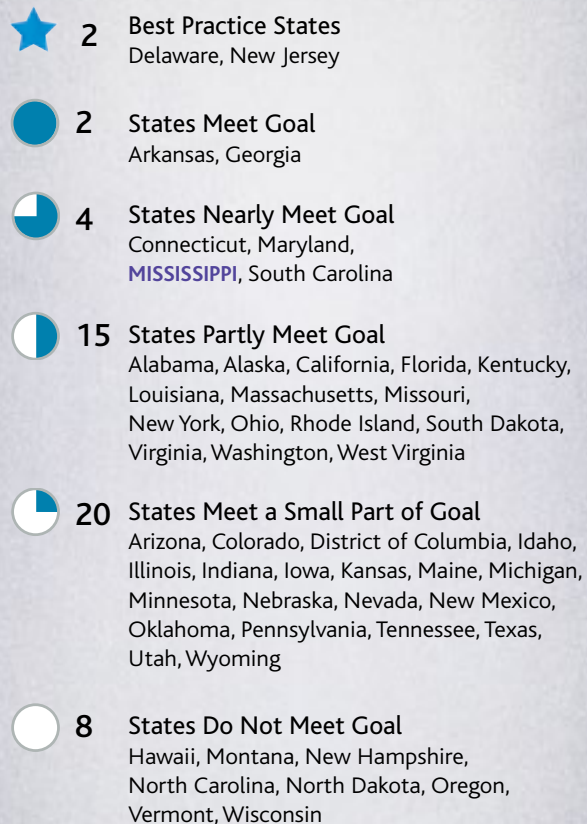 2 Best Practice States
Delaware, New Jersey
2 States Meet Goal
Arkansas, Georgia
4 States Nearly Meet Goal
Connecticut, Maryland,
MISSISSIPPI, South Carolina
15 States Partly Meet Goal
Alabama, Alaska, California, Florida, Kentucky,
Louisiana, Massachusetts, Missouri,
New York, Ohio, Rhode Island, South Dakota,
Virginia, Washington, West Virginia
20 States Meet a Small Part of Goal
Arizona, Colorado, District of Columbia, Idaho,
Illinois, Indiana, Iowa, Kansas, Maine, Michigan,
Minnesota, Nebraska, Nevada, New Mexico,
Oklahoma, Pennsylvania, Tennessee, Texas,
Utah, Wyoming
8 States Do Not Meet Goal
Hawaii, Montana, New Hampshire,
North Carolina, North Dakota, Oregon,
Vermont, Wisconsin